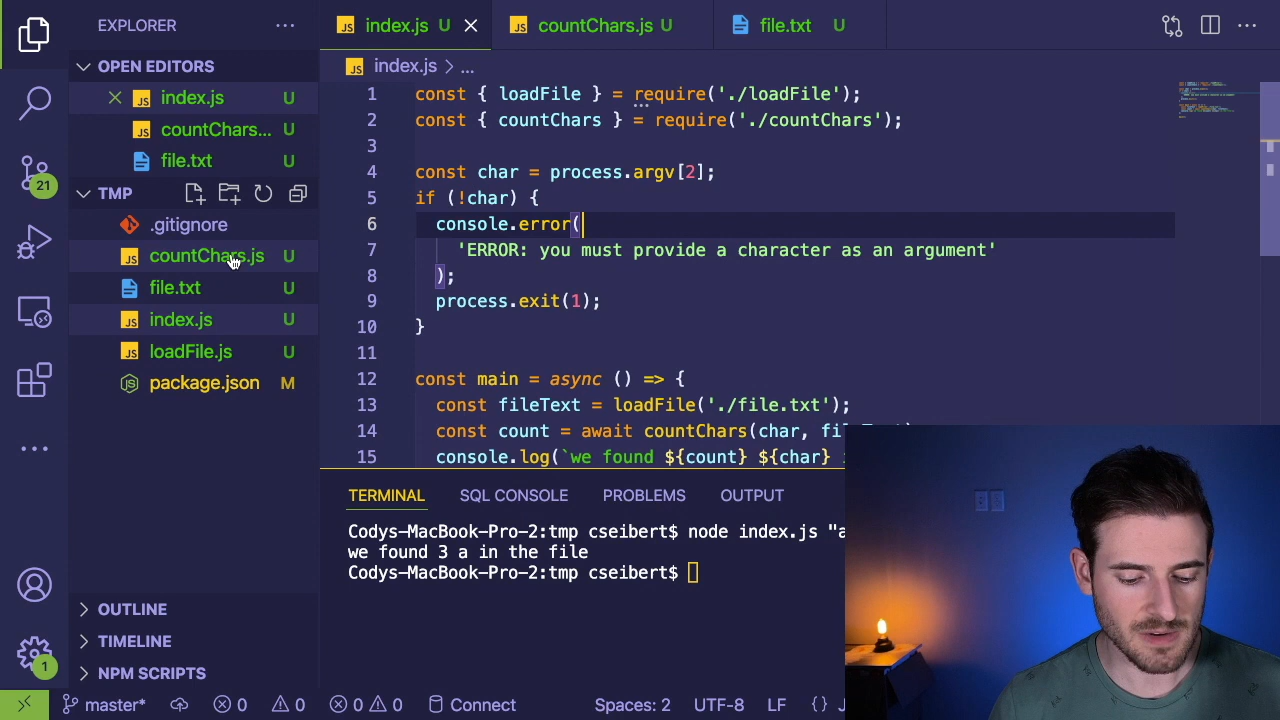 EXPLORER
OPEN EDITORS
index.js U
countChars... U
file.txt U
TMP
.gitignore
countChars.js U
file.txt U
index.js U
loadFile.js U
package.json M
OUTLINE
TIMELINE
NPM SCRIPTS
21
1
index.js U
countChars.js U
file.txt U
index.js > ...
1 const { loadFile } = require('./loadFile');
2 const { countChars } = require('./countChars');
3
4 const char = process.argv[2];
5 if (!char) {
6 console.error(
7 'ERROR: you must provide a character as an argument'
8 );
9 process.exit(1);
10 }
11
12 const main = async () => {
13 const fileText = loadFile('./file.txt');
14 const count = await countChars(char,
15 console.log(`we found ${count} ${char}
TERMINAL SQL CONSOLE PROBLEMS OUTPUT
Codys-MacBook-Pro-2:tmp cseibert$ node index.js "a
we found 3 a in the file
Codys-MacBook-Pro-2:tmp cseibert$
master* 0 0 0 0 Connect Spaces: 2 UTF-8 LF { }